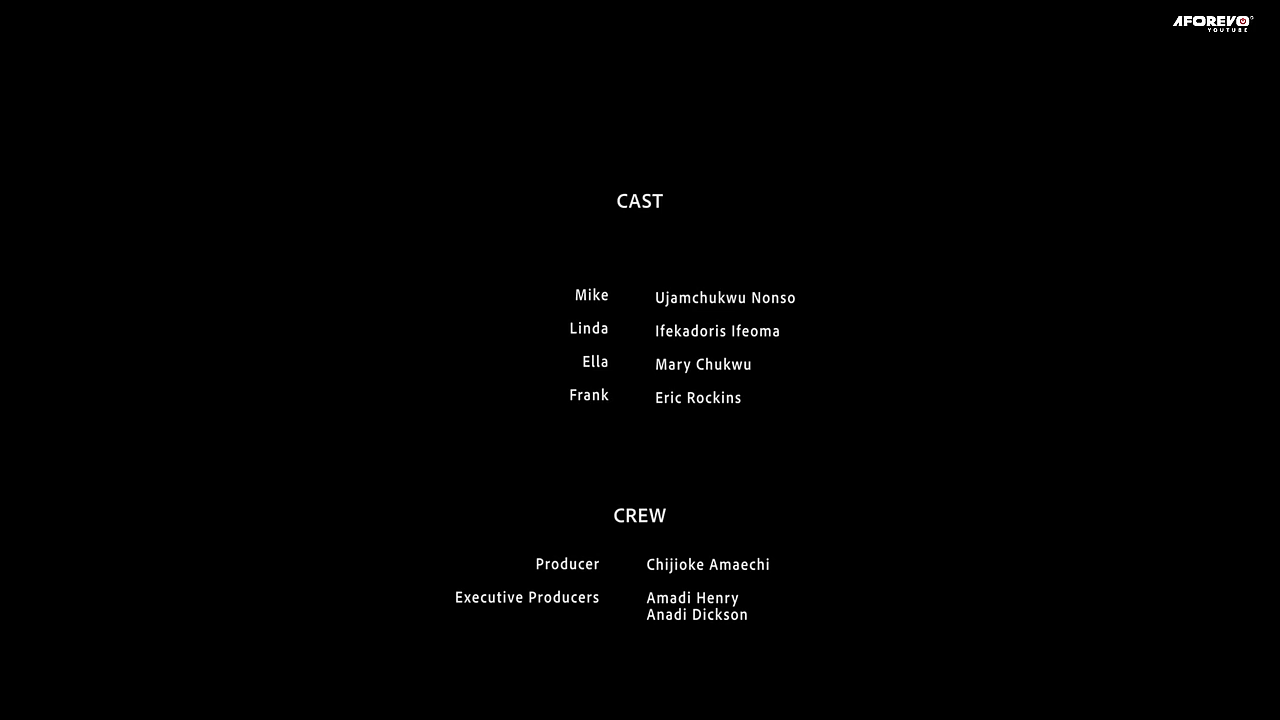 AFOREVO
YOUTUBE
CAST
Mike Ujamchukwu Nonso
Linda Ifekadoris Ifeoma
Ella Mary Chukwu
Frank Eric Rockins
CREW
Producer Chijioke Amaechi
Executive Producers Amadi Henry
Anadi Dickson